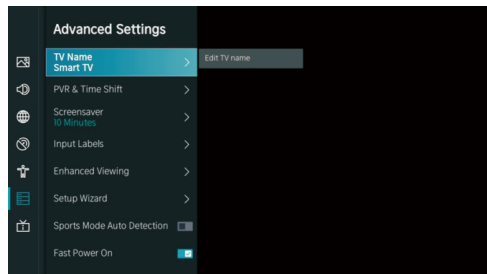 Advanced Settings
TV Name
Smart TV
Edit TV name
PVR & Time Shift
Screensaver
10 Minutes
Input Labels
Enhanced Viewing
Setup Wizard
Sports Mode Auto Detection
Fast Power On